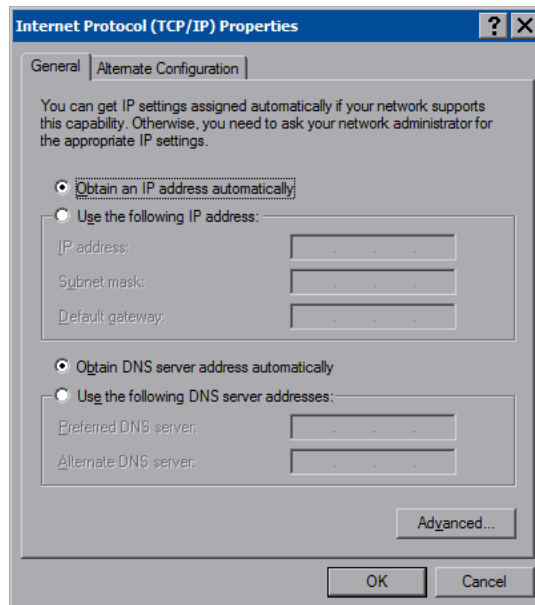 Internet Protocol (TCP/IP) Properties
General
Alternate Configuration
You can get IP settings assigned automatically if your network supports
this capability. Otherwise, you need to ask your network administrator for
the appropriate IP settings.
Obtain an IP address automatically
Use the following IP address:
IP address:
Subnet mask:
Default gateway:
Obtain DNS server address automatically
Use the following DNS server addresses:
Preferred DNS server:
Alternate DNS server:
Advanced...
OK
Cancel